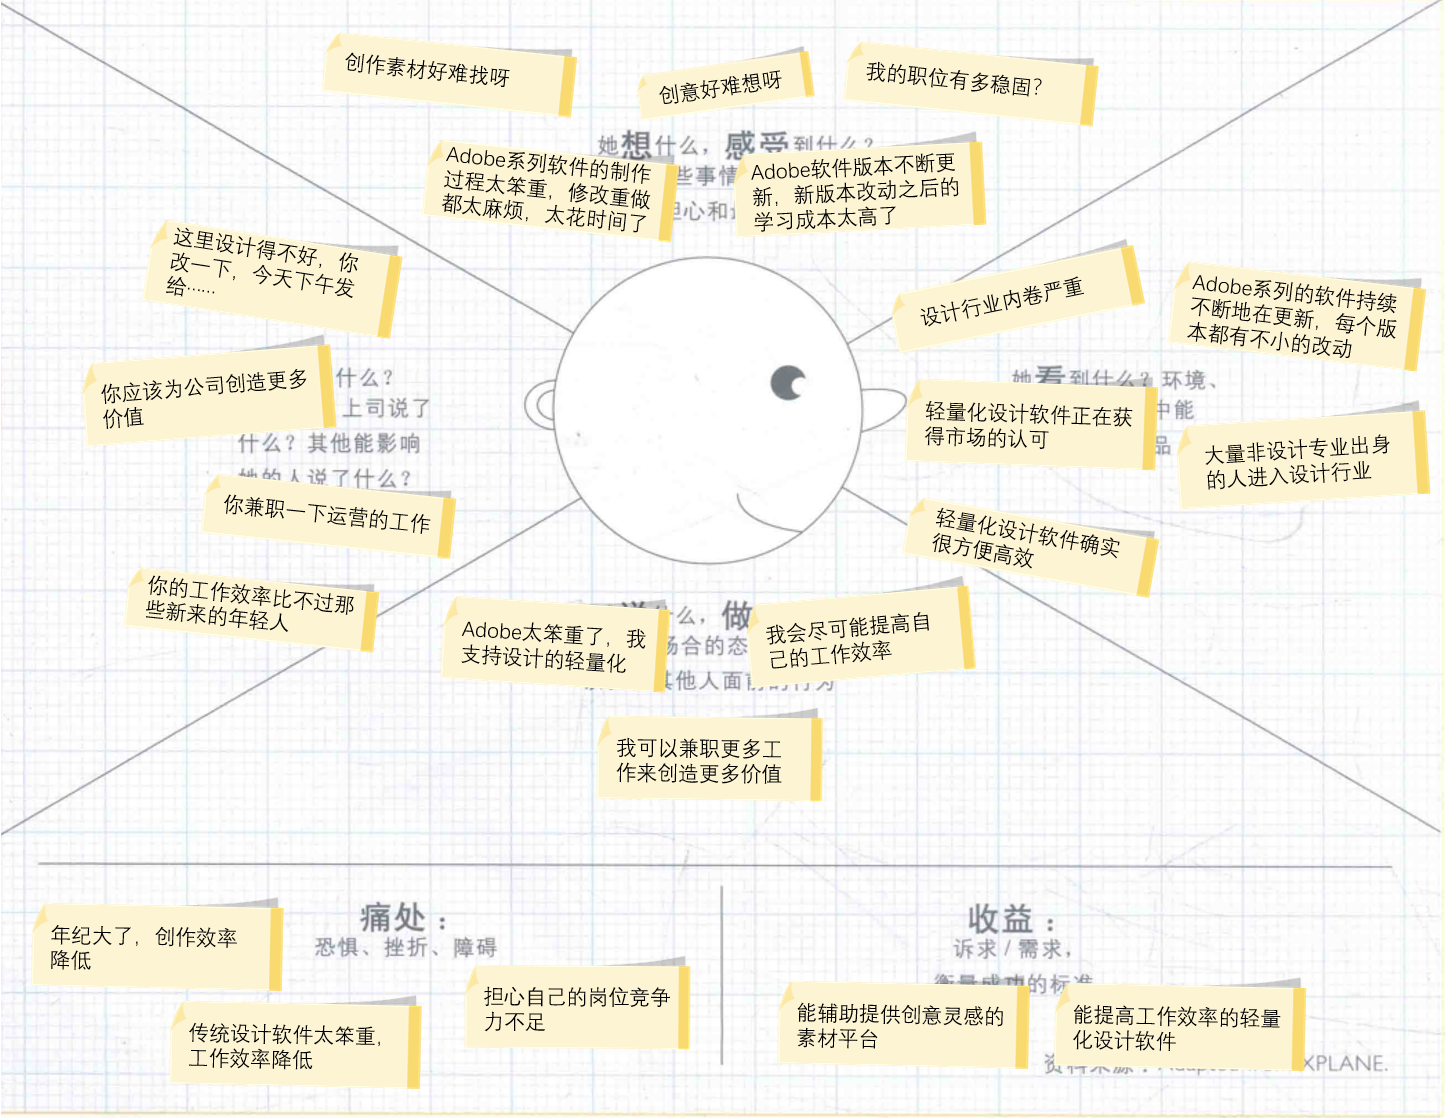 创作素材好难找呀
创意好难想呀
我的职位有多稳固?
她想什么，感受到什么?
些事情
担心和
Adobe系列软件的制作
过程太笨重，修改重做
都太麻烦，太花时间了
Adobe软件版本不断更
新，新版本改动之后的
学习成本太高了
这里设计得不好，你
改一下，今天下午发
给……
你应该为公司创造更多
价值
什么?
上司说了
什么? 其他能影响
她的人说了什么?
你兼职一下运营的工作
你的工作效率比不过那
些新来的年轻人
设计行业内卷严重
Adobe系列的软件持续
不断地在更新，每个版
本都有不小的改动
她看到什么? 环境、
中能
品
轻量化设计软件正在获
得市场的认可
大量非设计专业出身
的人进入设计行业
轻量化设计软件确实
很方便高效
什么，做
场合的态
其他人面前的行为
Adobe太笨重了，我
支持设计的轻量化
我会尽可能提高自
己的工作效率
我可以兼职更多工
作来创造更多价值
痛处：
恐惧、挫折、障碍
年纪大了，创作效率
降低
传统设计软件太笨重，
工作效率降低
担心自己的岗位竞争
力不足
收益：
诉求 / 需求，
衡量成功的标准
能辅助提供创意灵感的
素材平台
能提高工作效率的轻量
化设计软件
资料来源：Adapted XPLANE.